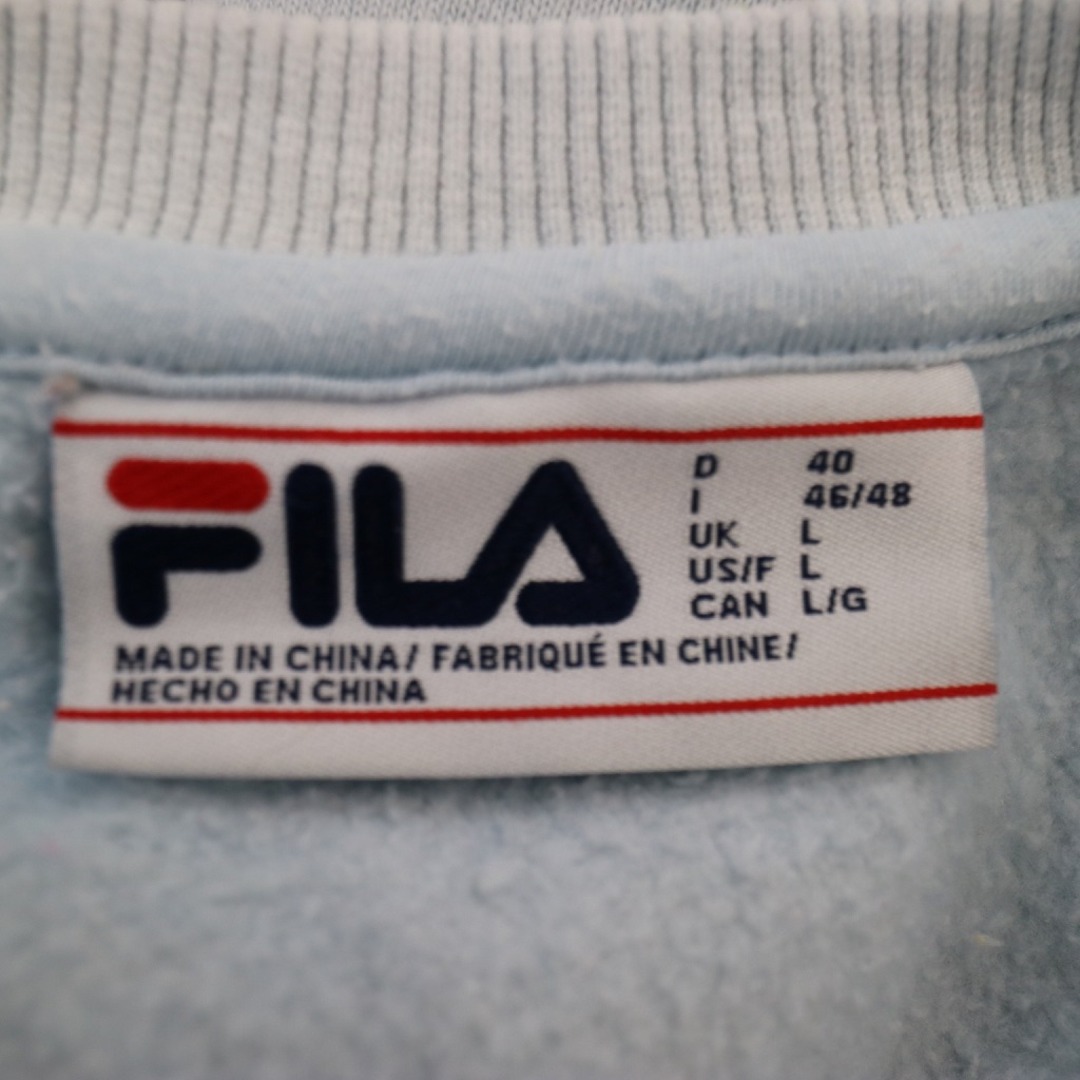 FILA
D 40
I 46/48
UK L
US/F L
CAN L/G
MADE IN CHINA/ FABRIQUÉ EN CHINE/
HECHO EN CHINA